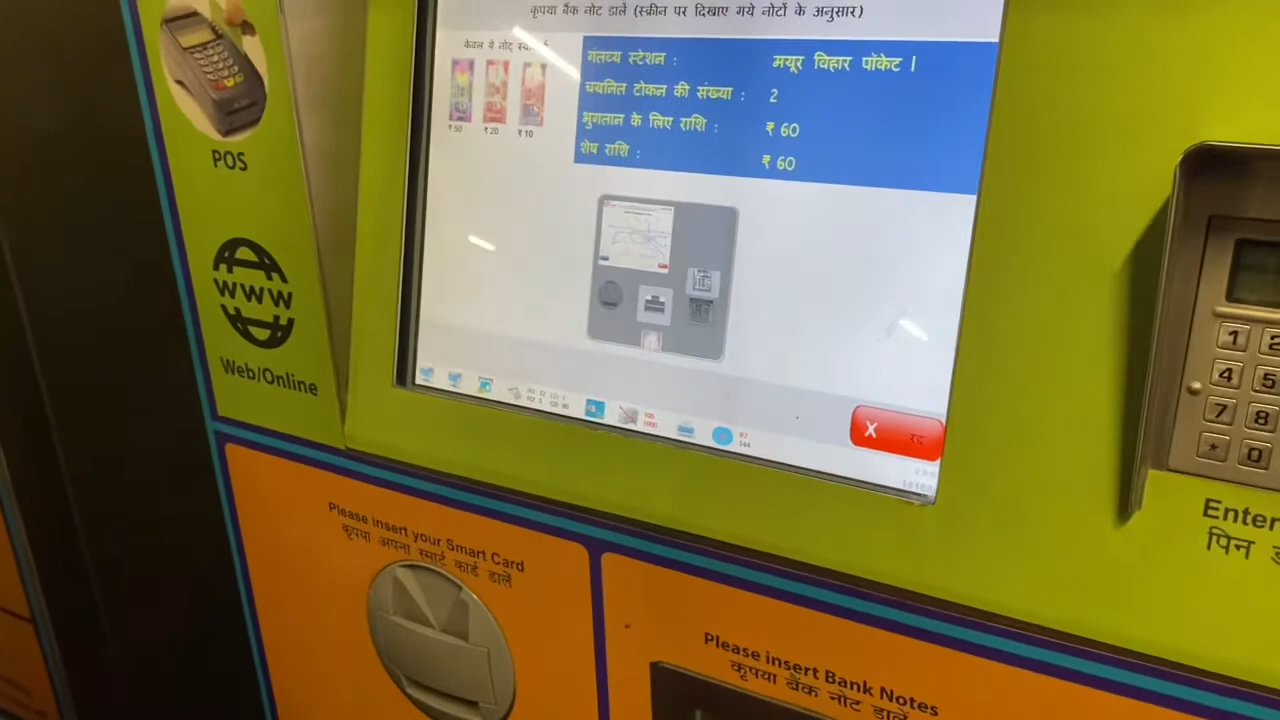 कृपया बैंक नोट डालें (स्क्रीन पर दिखाए गये नोटों के अनुसार)
केवल ये नोट
₹ 50 ₹ 20 ₹ 10
गंतव्य स्टेशन : मयूर विहार पॉकेट I
चयनित टोकन की संख्या : 2
भुगतान के लिए राशि : ₹ 60
शेष राशि : ₹ 60
POS
WWW
Web/Online
X रद्द
1 2
4 5
7 8
* 0
Enter
पिन
Please insert your Smart Card
कृपया अपना स्मार्ट कार्ड डालें
Please insert Bank Notes
कृपया बैंक नोट डालें